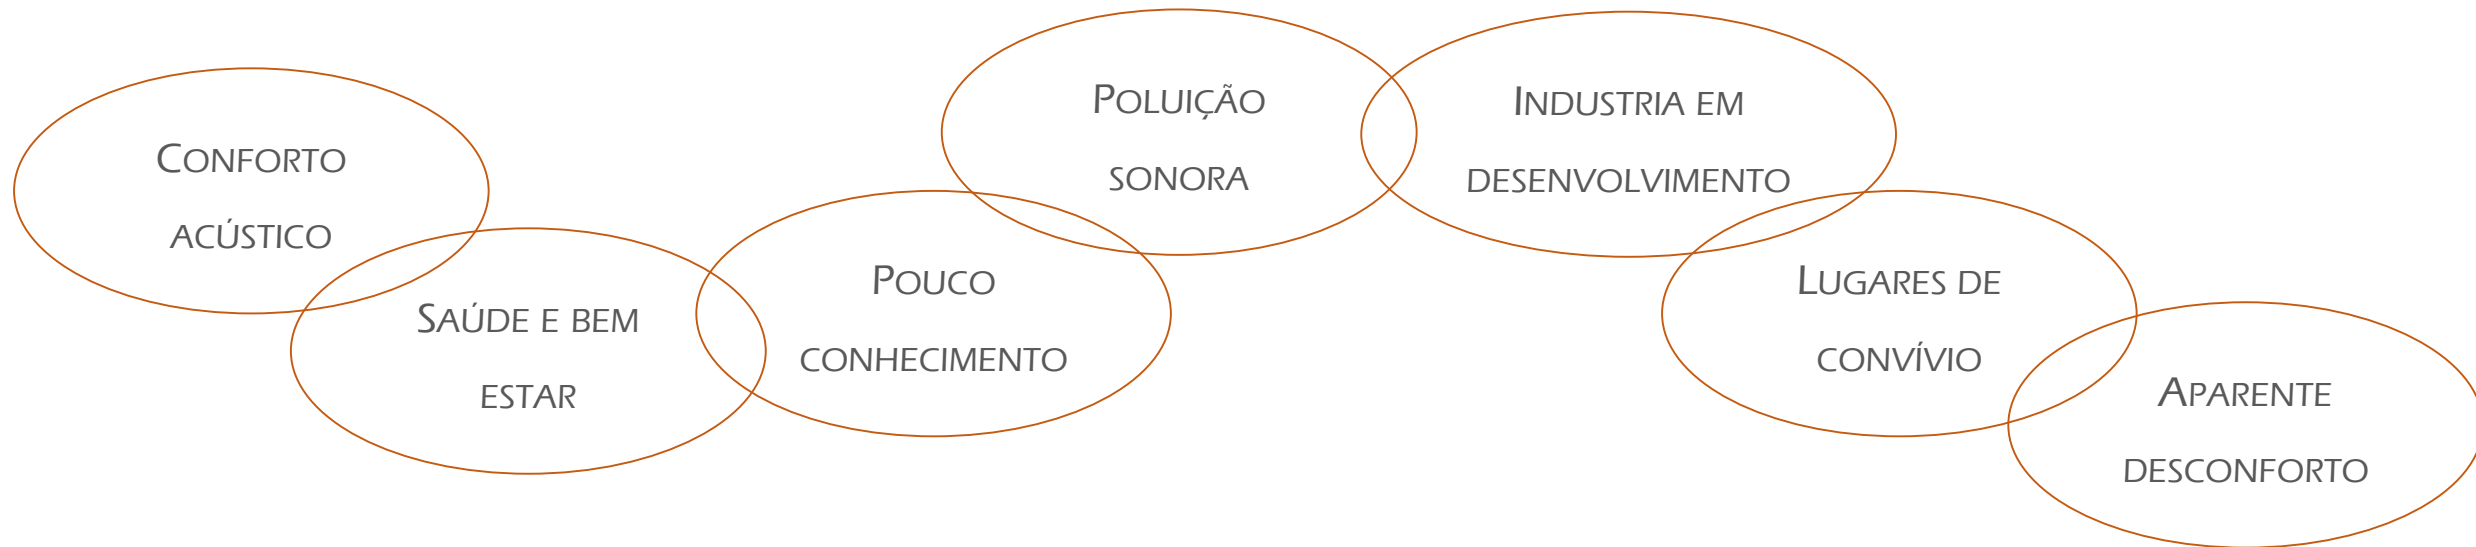 Conforto
acústico
Saúde e bem
estar
Pouco
conhecimento
Poluição
sonora
Industria em
desenvolvimento
Lugares de
convívio
Aparente
desconforto